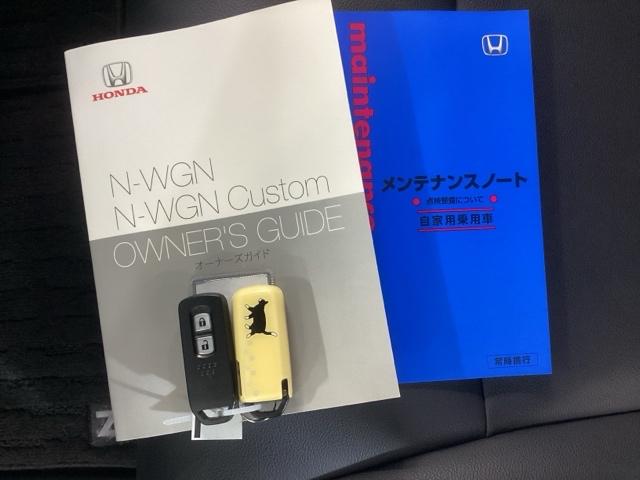 HONDA
N-WGN
N-WGN Custom
OWNER'S GUIDE
オーナーズガイド
maintenance
メンテナンスノート
点検整備について
自家用乗用車
常時携行